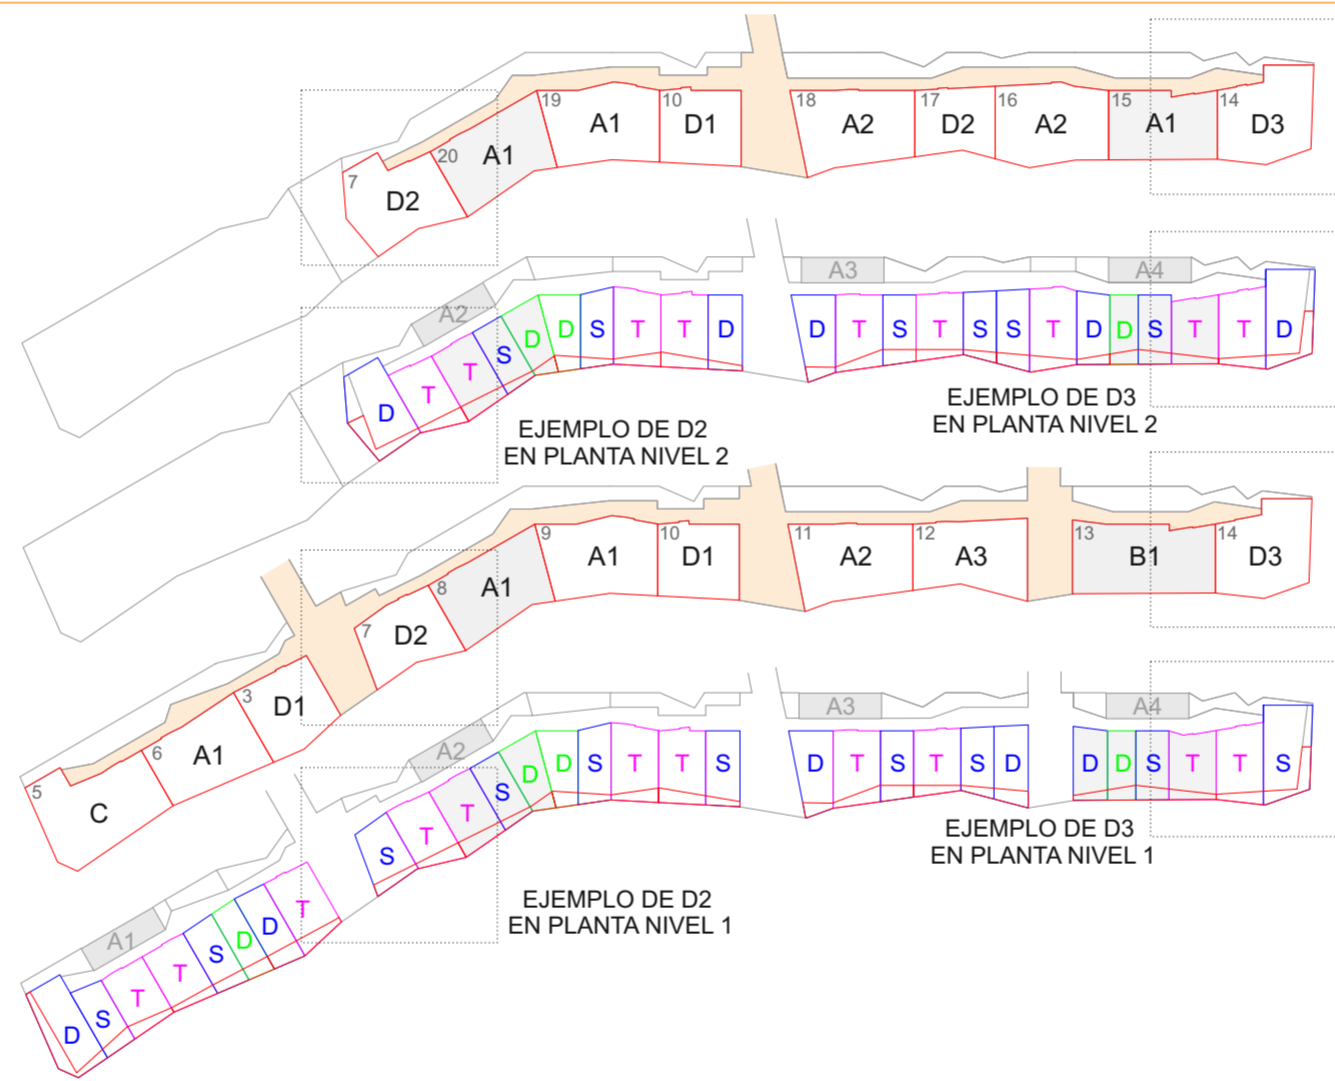 19 A1 10 D1 18 A2 17 D2 16 A2 15 A1 14 D3
7 D2 20 A1
A2 A3 A4
D T T S D D S T T D D T S T S S T D D S T T D
EJEMPLO DE D2
EN PLANTA NIVEL 2
EJEMPLO DE D3
EN PLANTA NIVEL 2
9 A1 10 D1 11 A2 12 A3 13 B1 14 D3
7 D2 8 A1
5 C 6 A1 3 D1
A2 A3 A4
S T T S D D S T T S D T S T S D D D S T T S
EJEMPLO DE D3
EN PLANTA NIVEL 1
EJEMPLO DE D2
EN PLANTA NIVEL 1
A1
D S T T S D D T